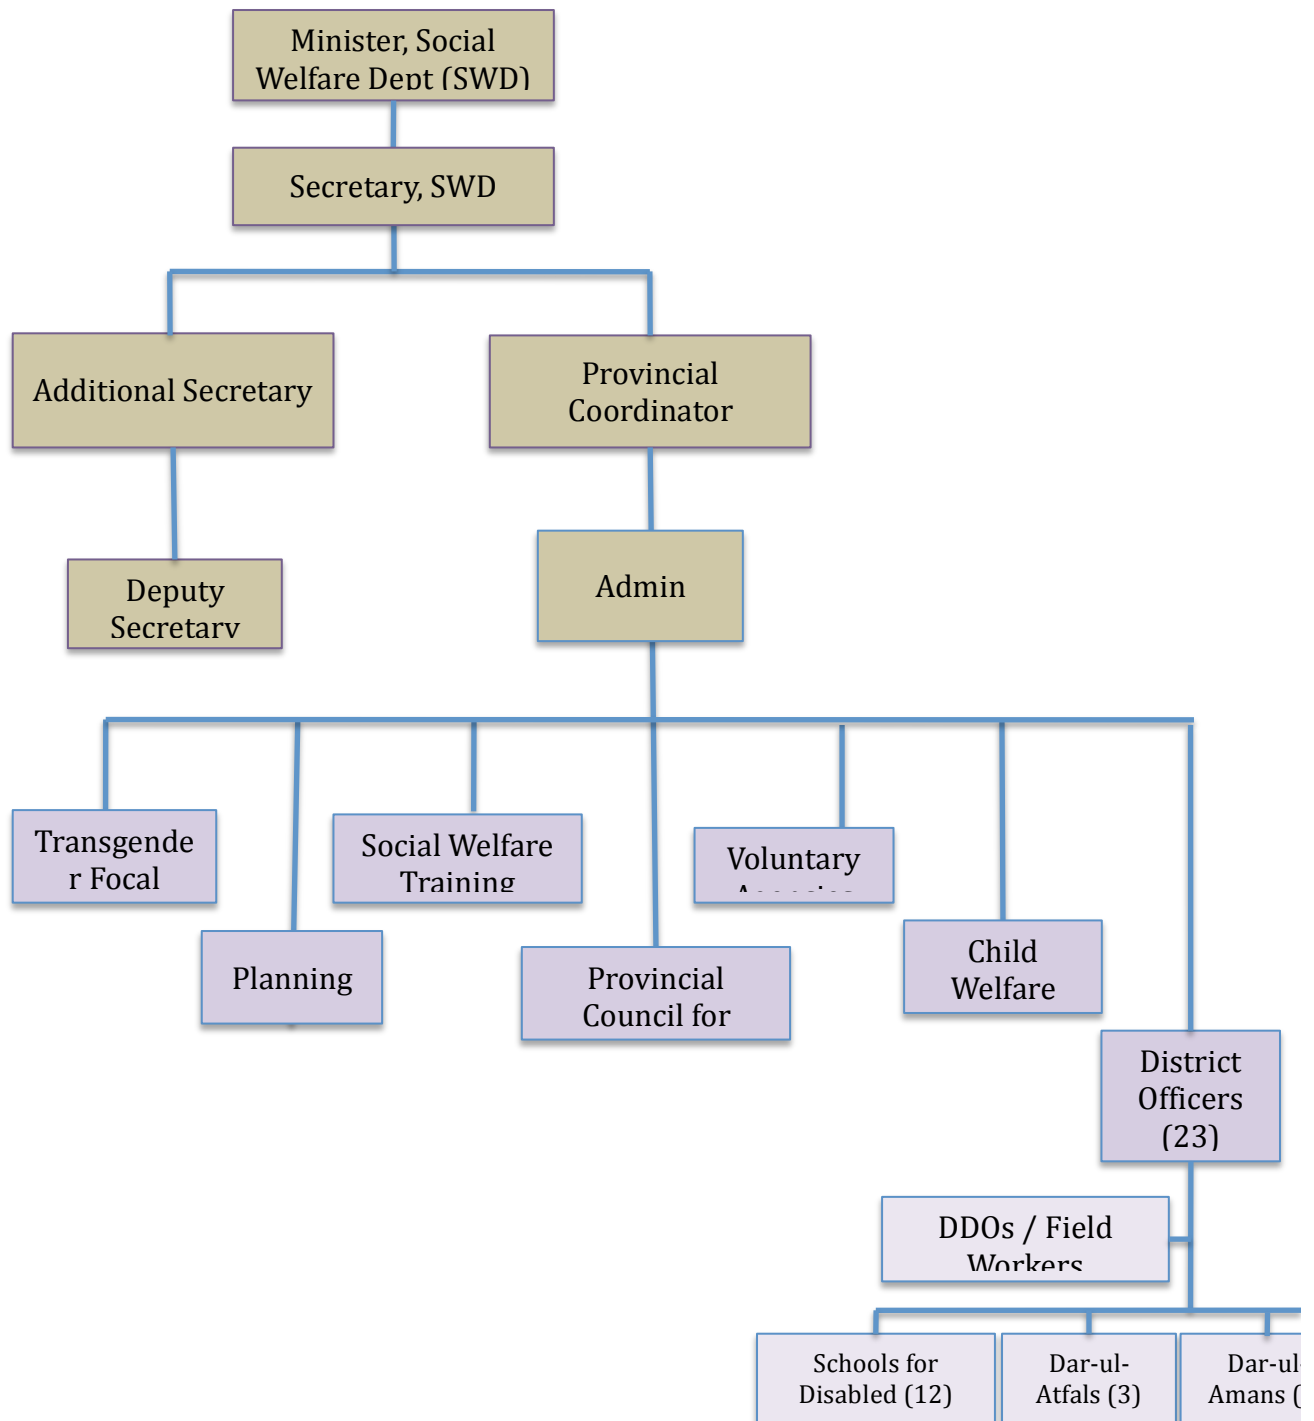 Minister, Social
Welfare Dept (SWD)
Secretary, SWD
Additional Secretary
Provincial
Coordinator
Deputy
Secretary
Admin
Transgende
r Focal
Social Welfare
Training
Voluntary
Planning
Provincial
Council for
Child
Welfare
District
Officers
(23)
DDOs / Field
Workers
Schools for
Disabled (12)
Dar-ul-
Atfals (3)
Dar-ul-
Amans (